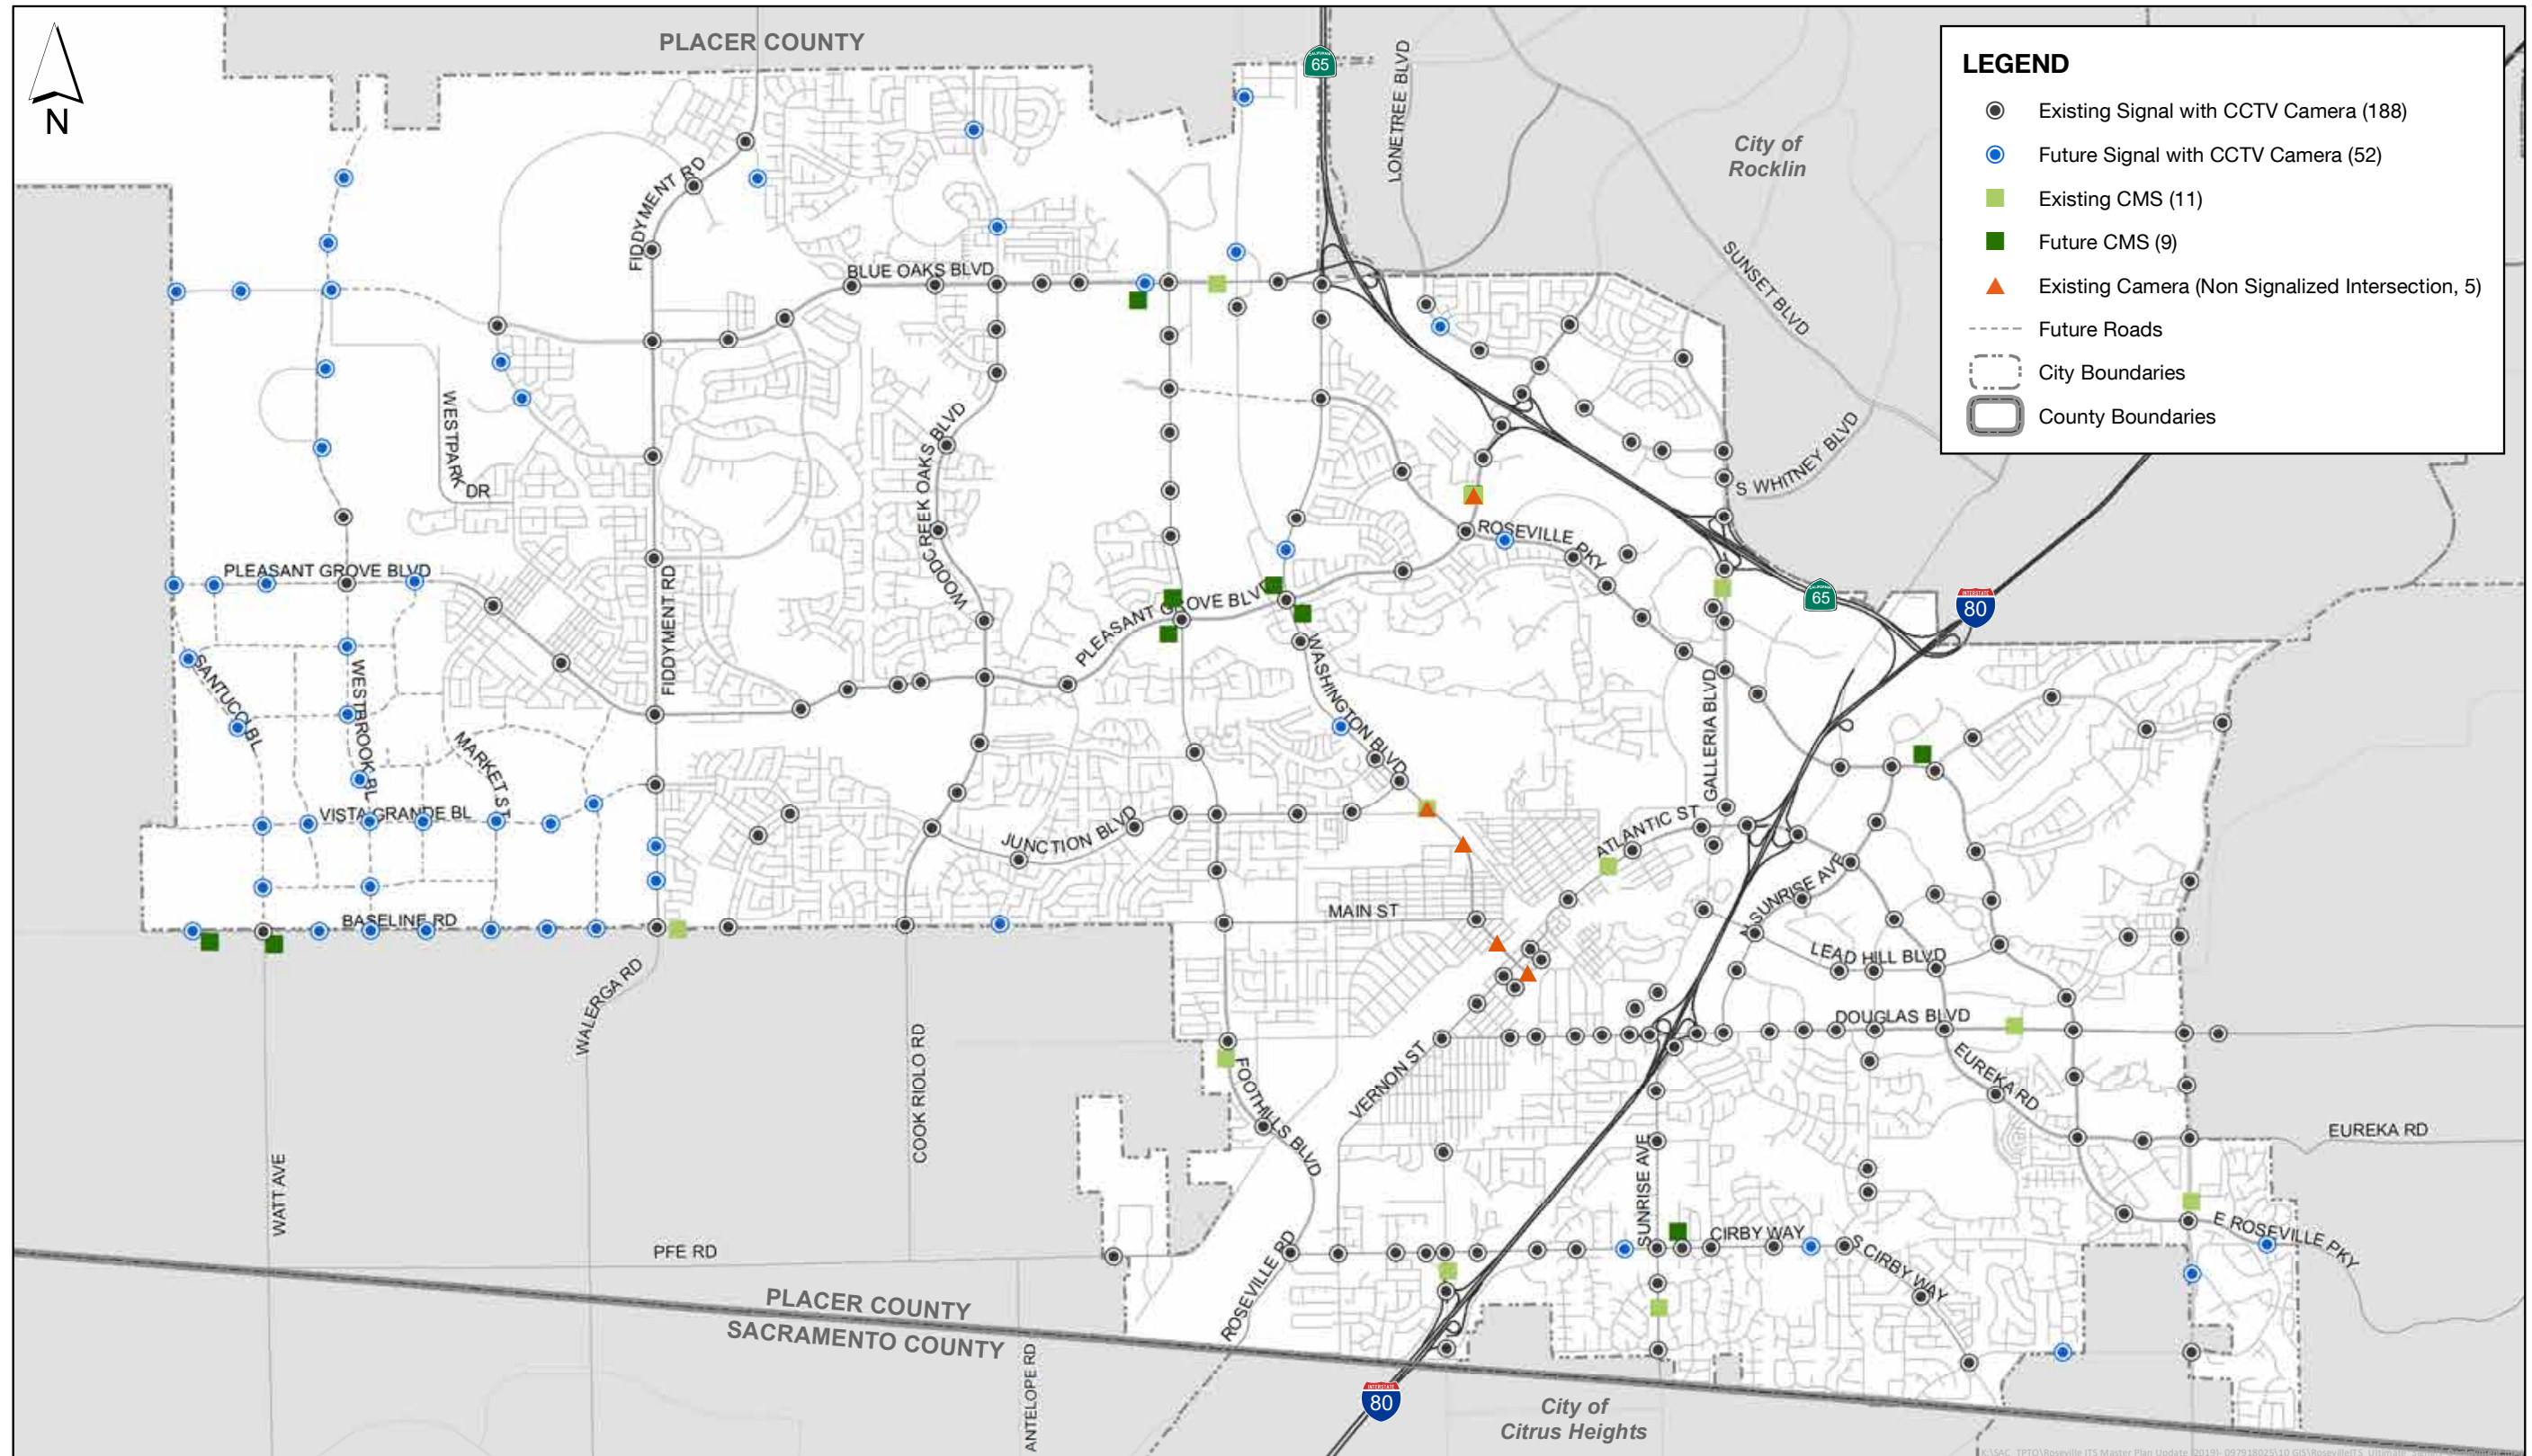 PLACER COUNTY
65
LONETREE BLVD
City of
Rocklin
LEGEND
Existing Signal with CCTV Camera (188)
Future Signal with CCTV Camera (52)
Existing CMS (11)
Future CMS (9)
Existing Camera (Non Signalized Intersection, 5)
Future Roads
City Boundaries
County Boundaries
N
FIDDYMENT RD
BLUE OAKS BLVD
SUNSET BLVD
WESTPARK
DR
WOODCREEK OAKS BLVD
S WHITNEY BLVD
ROSEVILLE PKY
PLEASANT GROVE BLVD
FIDDYMENT RD
PLEASANT GROVE BLVD
65
INTERSTATE
80
SANTUCCI BL
WESTBROOK BL
MARKET ST
WASHINGTON BLVD
GALLERIA BLVD
VISTA GRANDE BL
JUNCTION BLVD
ATLANTIC ST
N SUNRISE AVE
BASELINE RD
MAIN ST
LEAD HILL BLVD
WALERGA RD
DOUGLAS BLVD
COOK RIOLO RD
FOOTHILLS BLVD
VERNON ST
EUREKA RD
EUREKA RD
WATT AVE
SUNRISE AVE
PFE RD
ROSEVILLE RD
CIRBY WAY
S CIRBY WAY
E ROSEVILLE PKY
PLACER COUNTY
SACRAMENTO COUNTY
ANTELOPE RD
INTERSTATE
80
City of
Citrus Heights